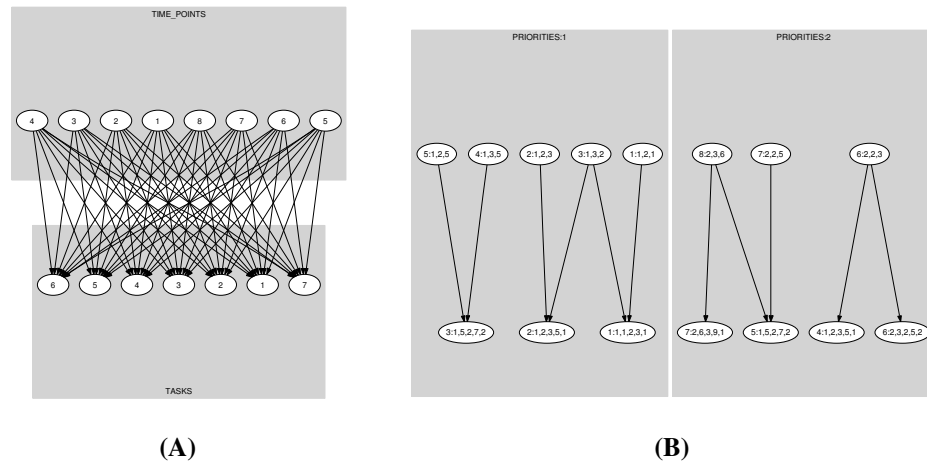 TIME_POINTS
4 3 2 1 8 7 6 5
6 5 4 3 2 1 7
TASKS
(A)
PRIORITIES:1
5:1,2,5 4:1,3,5 2:1,2,3 3:1,3,2 1:1,2,1
3:1,5,2,7,2 2:1,2,3,5,1 1:1,1,2,3,1
PRIORITIES:2
8:2,3,6 7:2,2,5 6:2,2,3
7:2,6,3,9,1 5:1,5,2,7,2 4:1,2,3,5,1 6:2,3,2,5,2
(B)